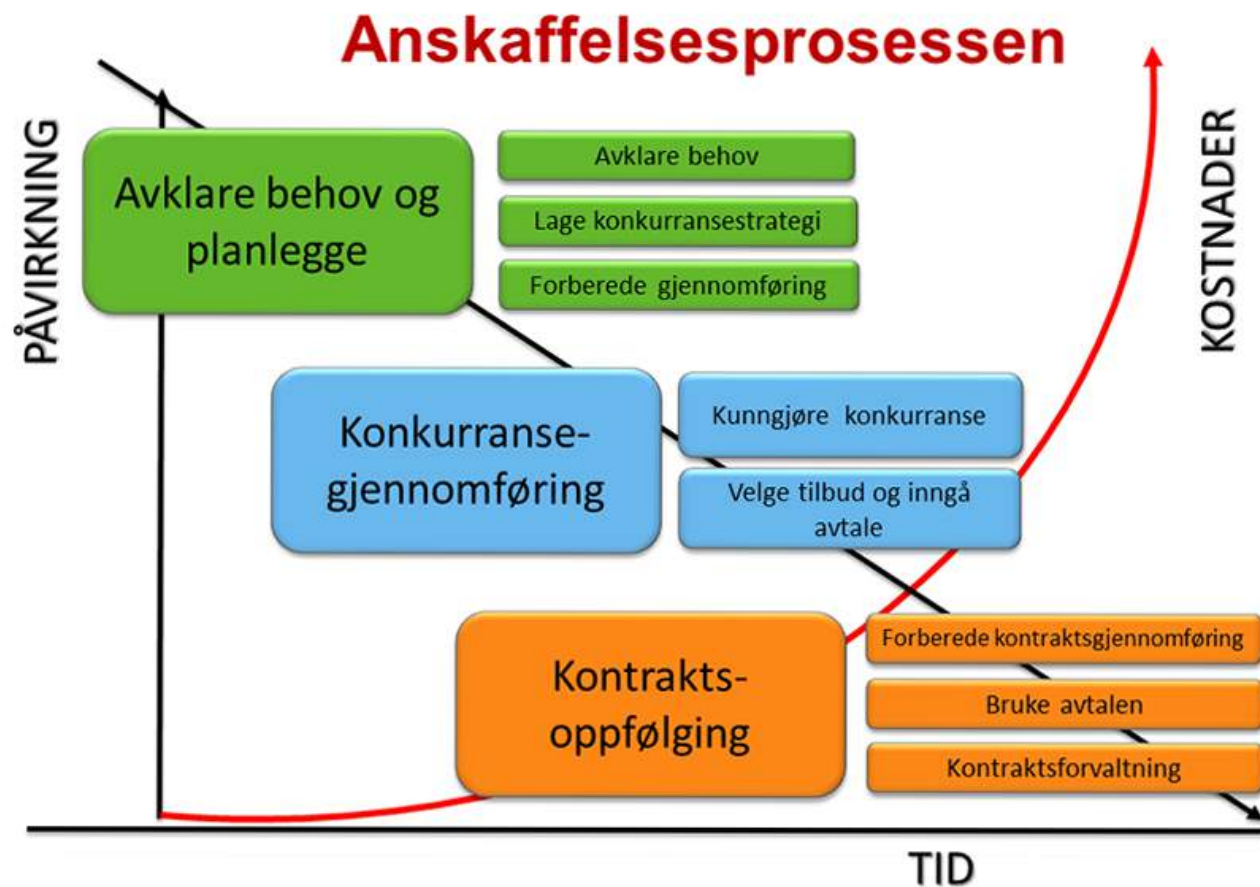 Anskaffelsesprosessen
PÅVIRKNING
KOSTNADER
Avklare behov og
planlegge
Avklare behov
Lage konkurransestrategi
Forberede gjennomføring
Konkurranse-
gjennomføring
Kunngjøre konkurranse
Velge tilbud og inngå
avtale
Kontrakts-
oppfølging
Forberede kontraktsgjennomføring
Bruke avtalen
Kontraktsforvaltning
TID